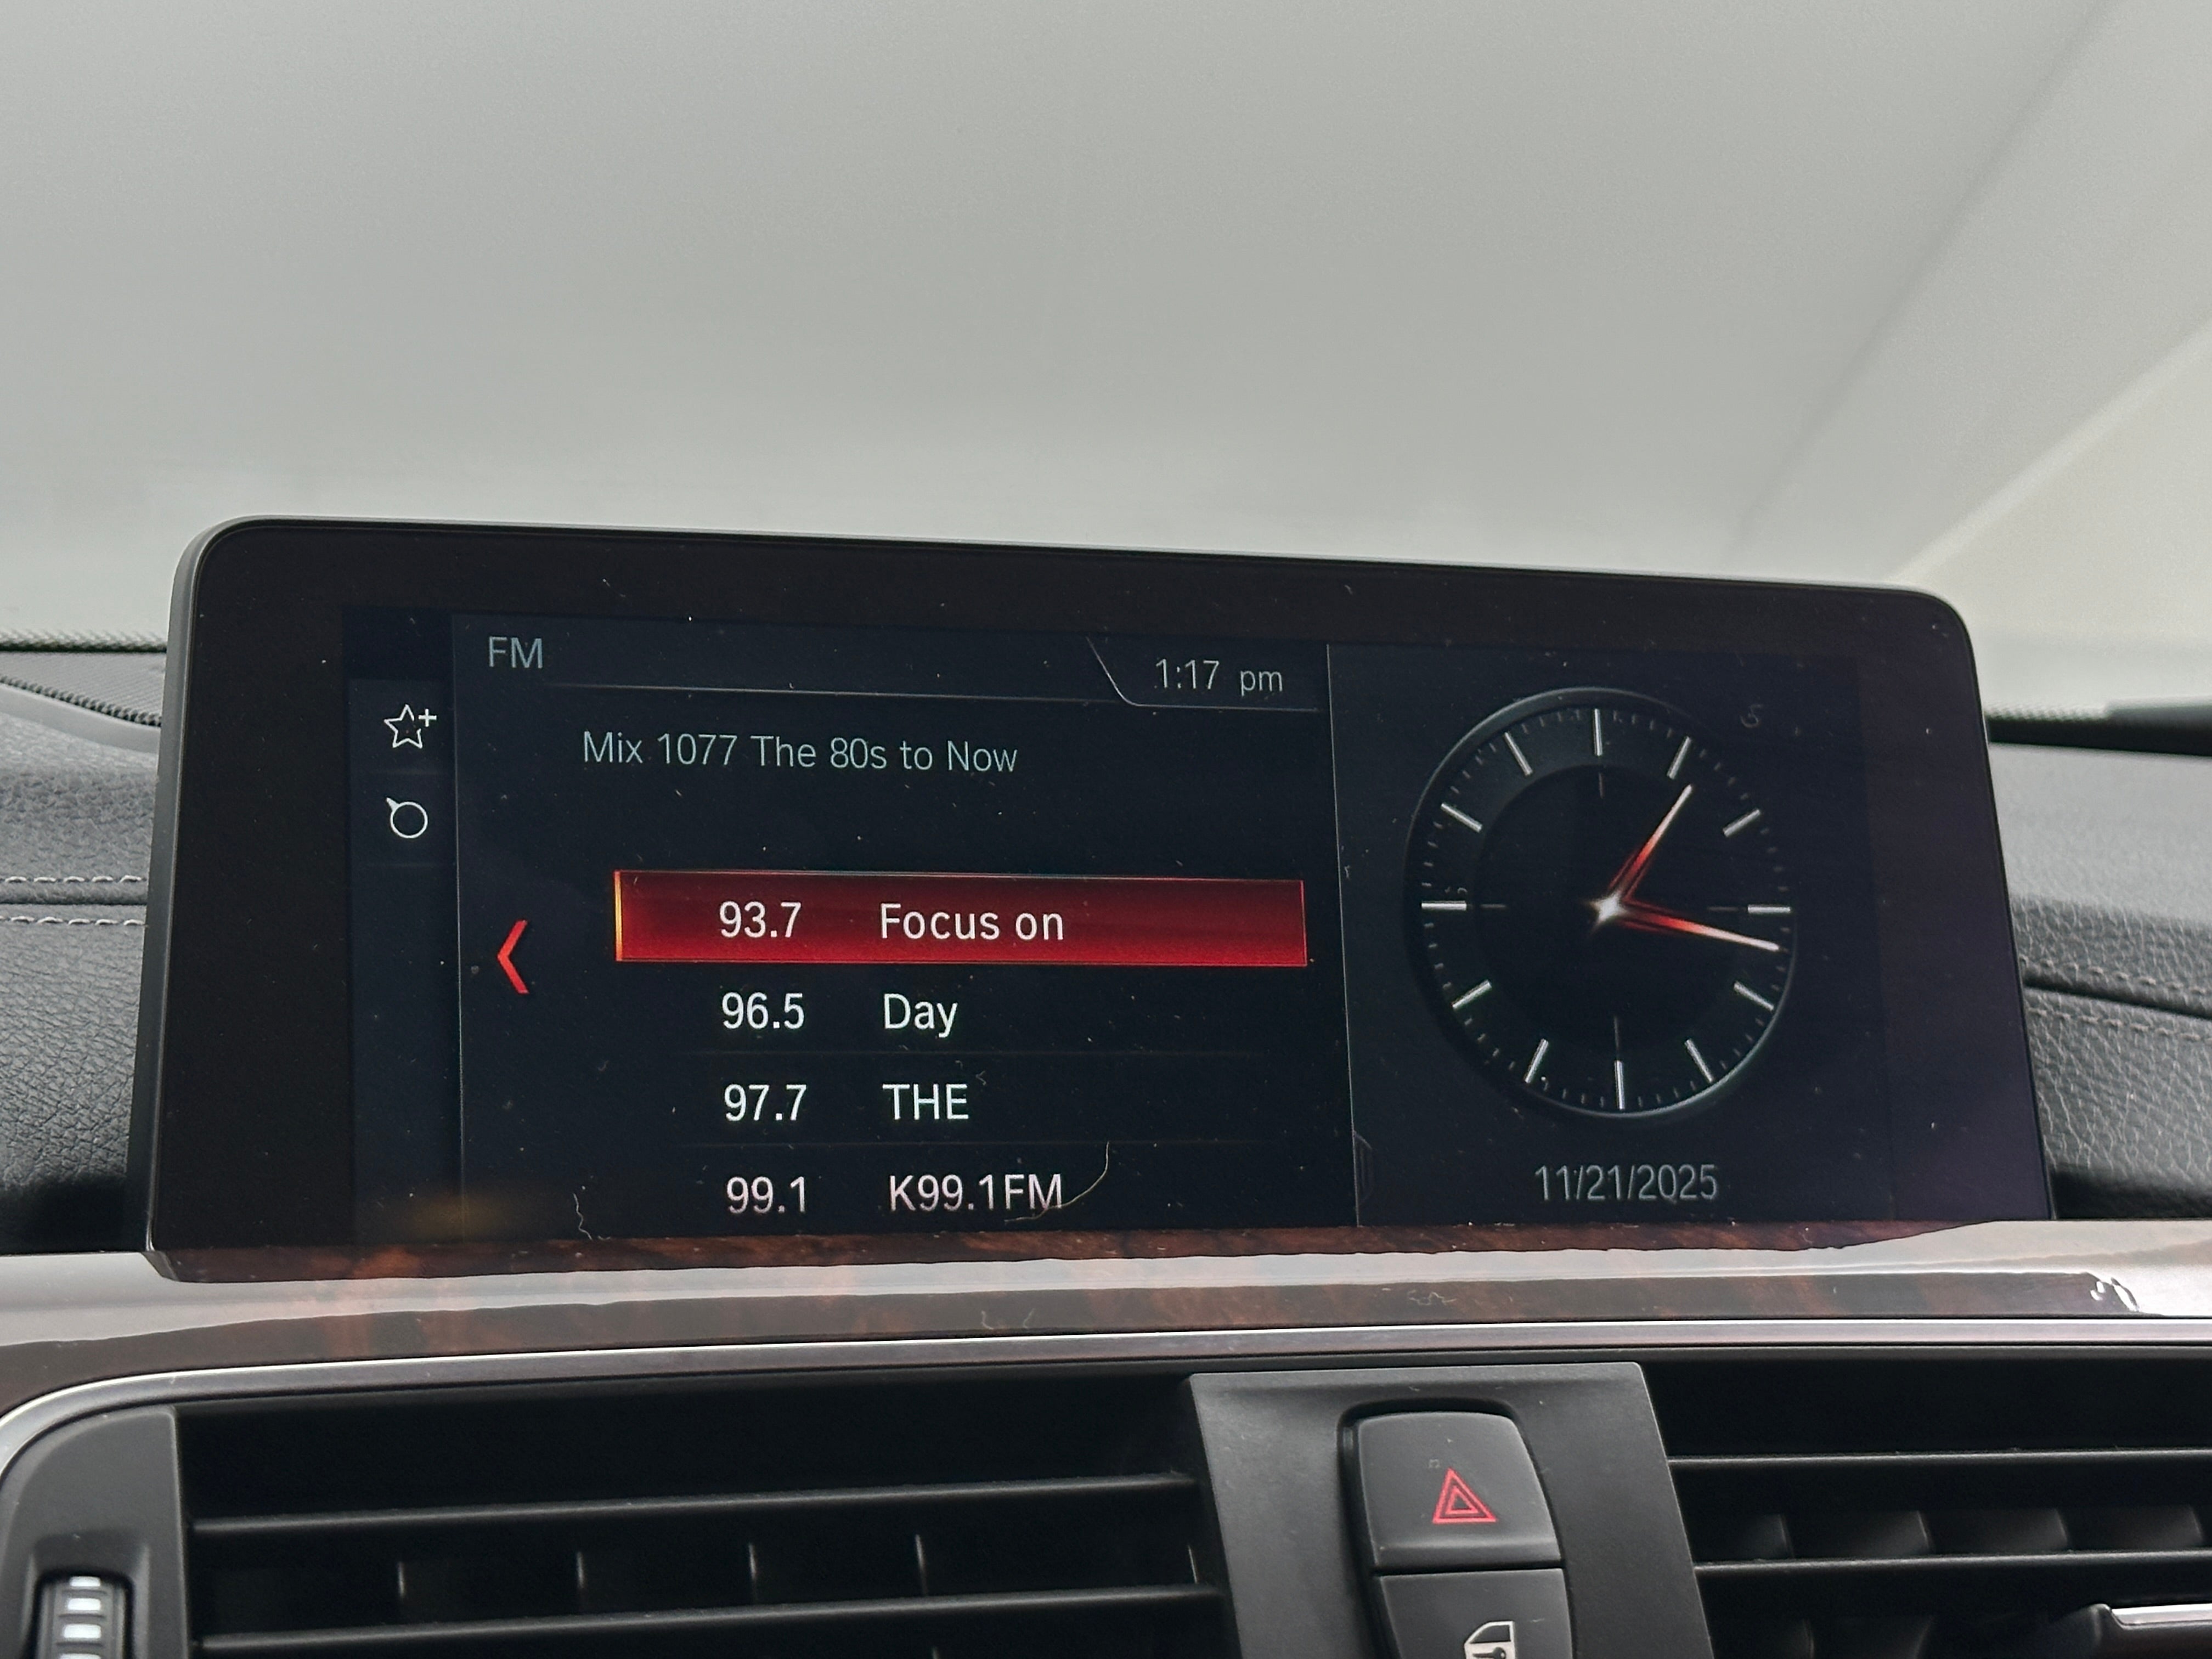 FM
1:17 pm
Mix 1077 The 80s to Now
93.7 Focus on
96.5 Day
97.7 THE
99.1 K99.1FM
11/21/2025